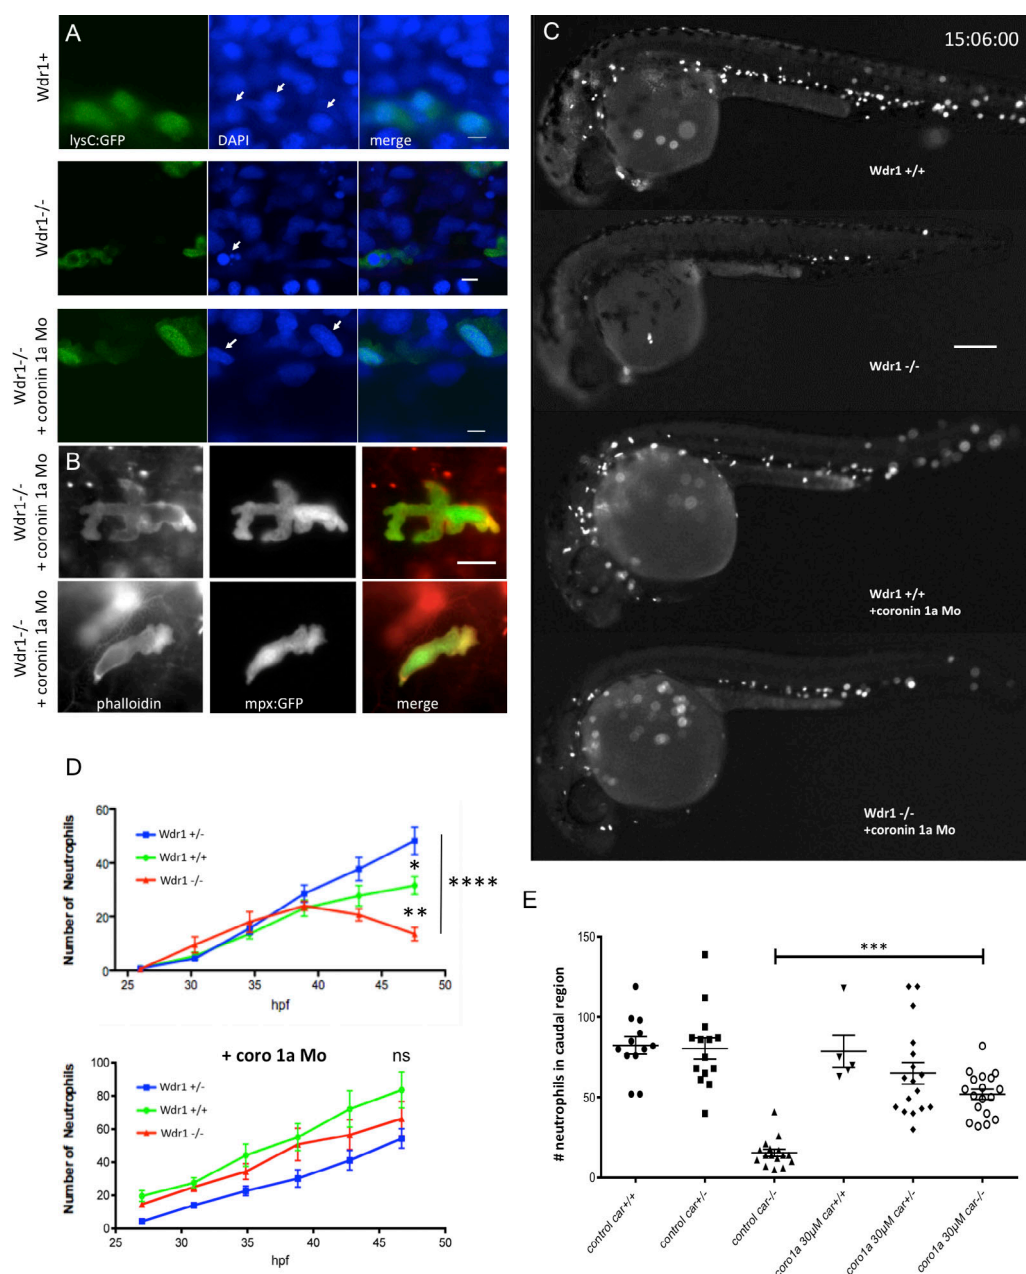 A
Wdr1+
lysC:GFP
DAPI
merge
Wdr1-/-
Wdr1-/-
+ coronin 1a Mo
B
Wdr1-/-
+ coronin 1a Mo
Wdr1-/-
+ coronin 1a Mo
phalloidin
mpx:GFP
merge
C
15:06:00
Wdr1 +/+
Wdr1 -/-
Wdr1 +/+
+coronin 1a Mo
Wdr1 -/-
+coronin 1a Mo
D
Number of Neutrophils
60
40
20
0
Wdr1 +/-
Wdr1 +/+
Wdr1 -/-
*
**
****
25
30
35
40
45
50
hpf
+ coro 1a Mo
ns
Number of Neutrophils
100
80
60
40
20
0
Wdr1 +/-
Wdr1 +/+
Wdr1 -/-
25
30
35
40
45
50
hpf
E
# neutrophils in caudal region
150
100
50
0
***
control car+/+
control car+/-
control car-/-
coro1a 30µM car+/+
coro1a 30µM car+/-
coro1a 30µM car-/-